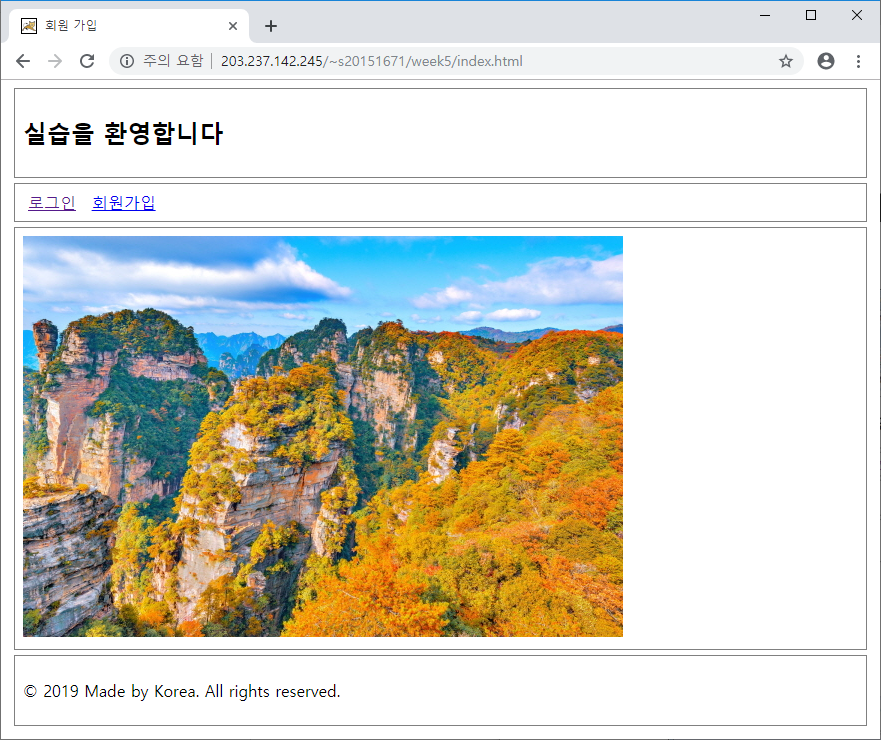 회원 가입
주의 요함 | 203.237.142.245/~s20151671/week5/index.html
실습을 환영합니다
로그인 회원가입
© 2019 Made by Korea. All rights reserved.